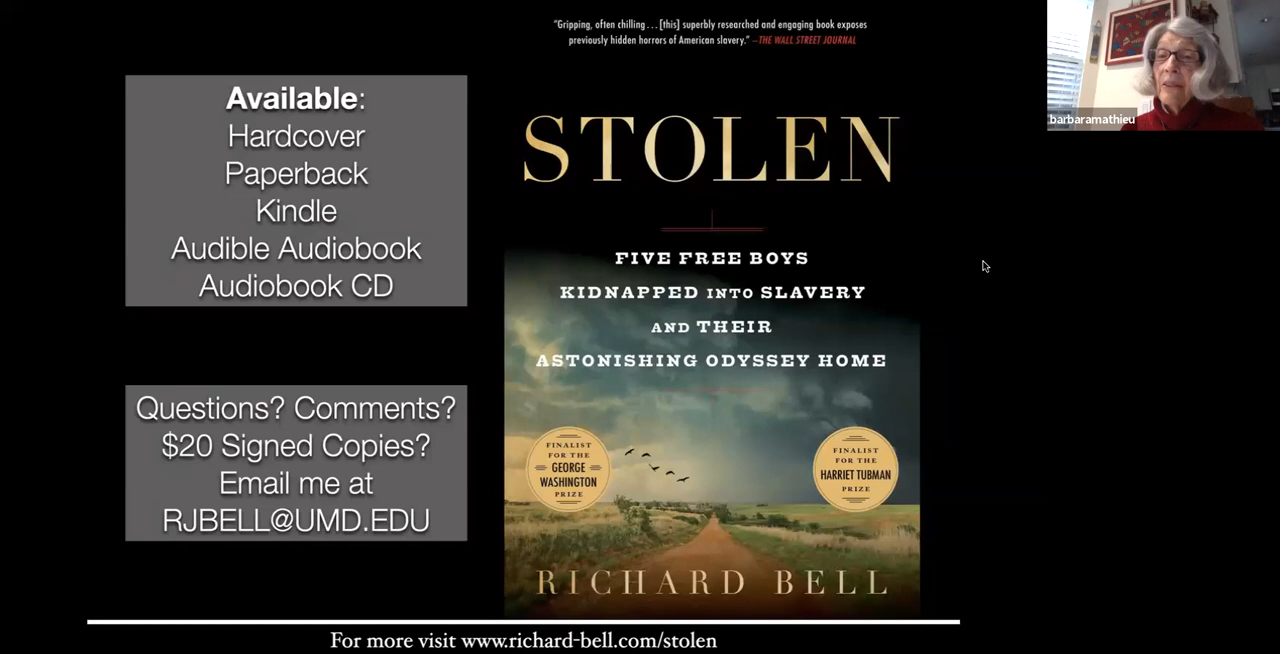 "Gripping, often chilling . . . [this] superbly researched and engaging book exposes
previously hidden horrors of American slavery." –THE WALL STREET JOURNAL
barbaramathieu
Available:
Hardcover
Paperback
Kindle
Audible Audiobook
Audiobook CD
STOLEN
FIVE FREE BOYS
KIDNAPPED INTO SLAVERY
AND THEIR
ASTONISHING ODYSSEY HOME
Questions? Comments?
$20 Signed Copies?
Email me at
RJBELL@UMD.EDU
FINALIST
FOR THE
GEORGE
WASHINGTON
PRIZE
FINALIST
FOR THE
HARRIET TUBMAN
PRIZE
RICHARD BELL
For more visit www.richard-bell.com/stolen